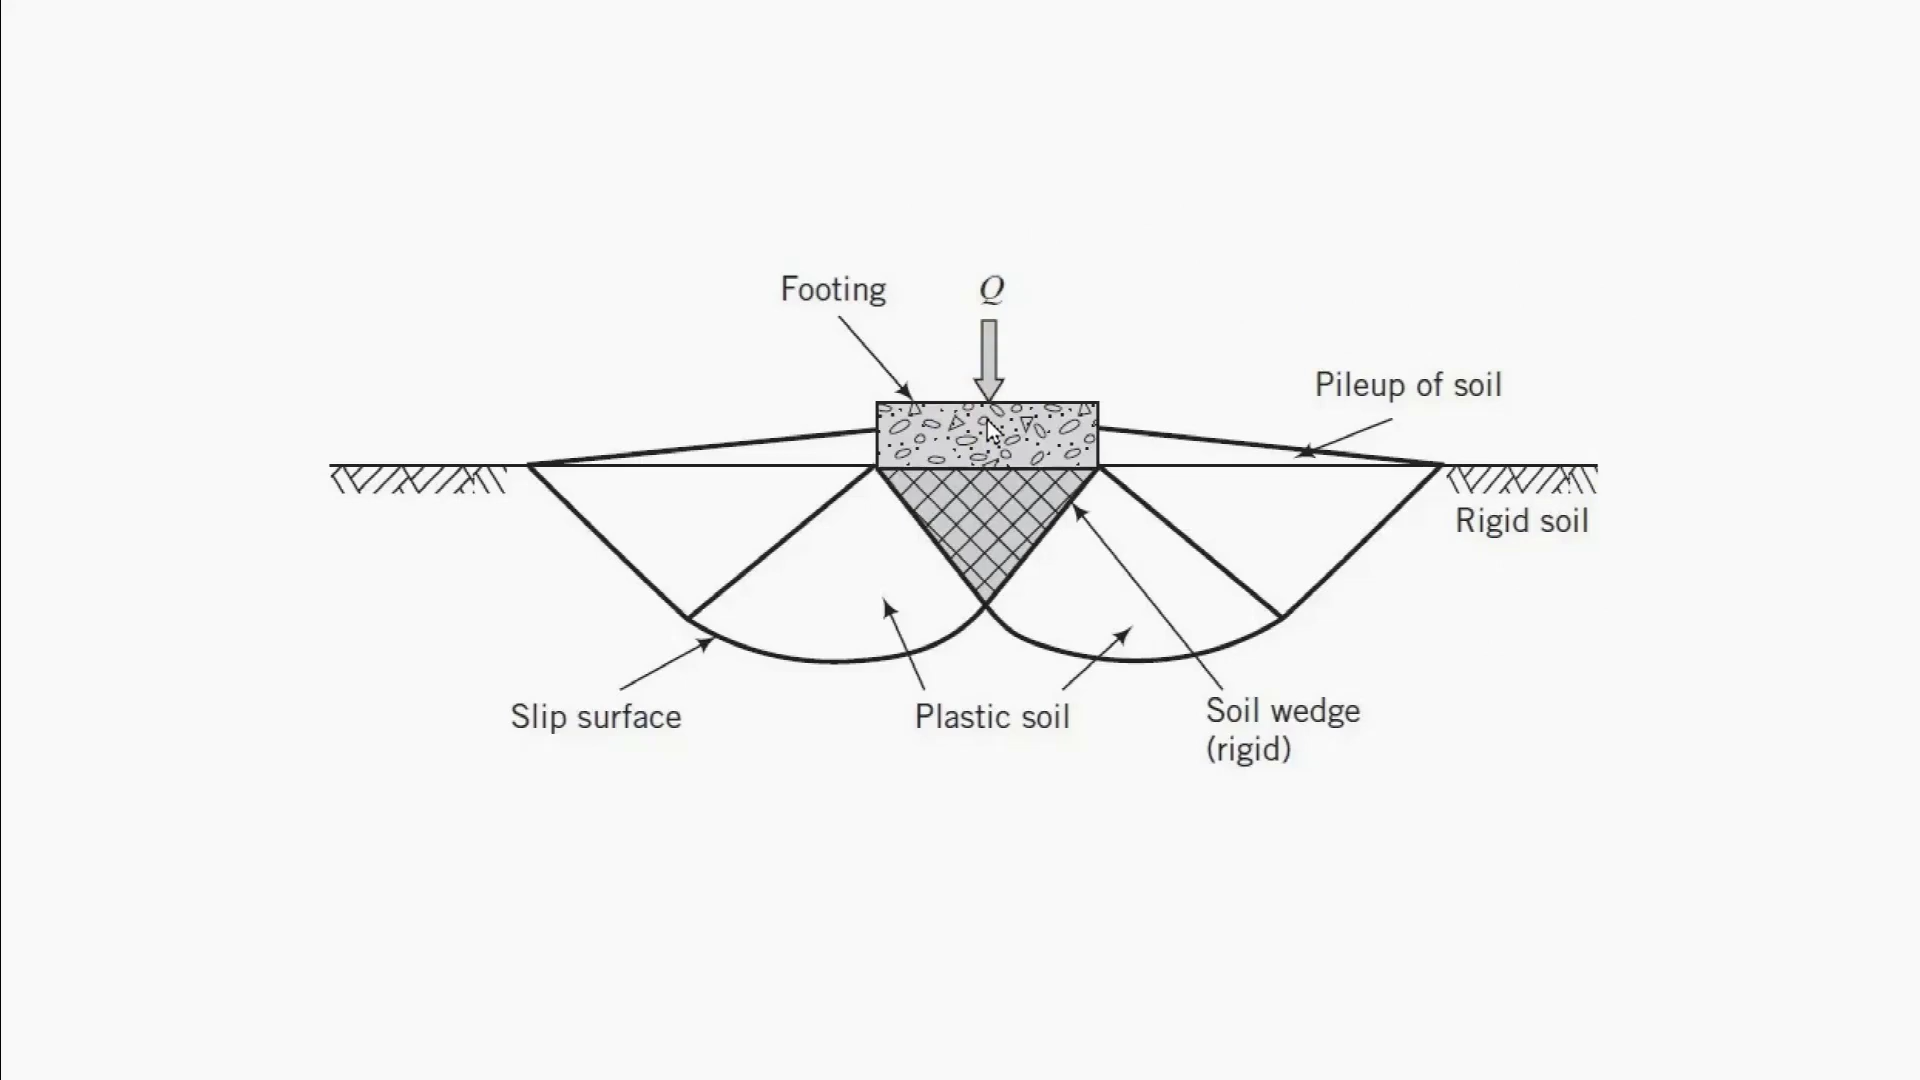 Footing
Q
Pileup of soil
Rigid soil
Slip surface
Plastic soil
Soil wedge
(rigid)